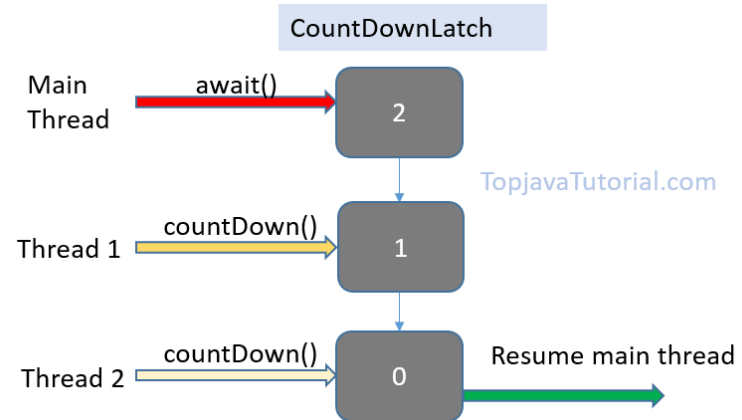 CountDownLatch
Main
Thread
await()
2
TopjavaTutorial.com
Thread 1
countDown()
1
Thread 2
countDown()
0
Resume main thread